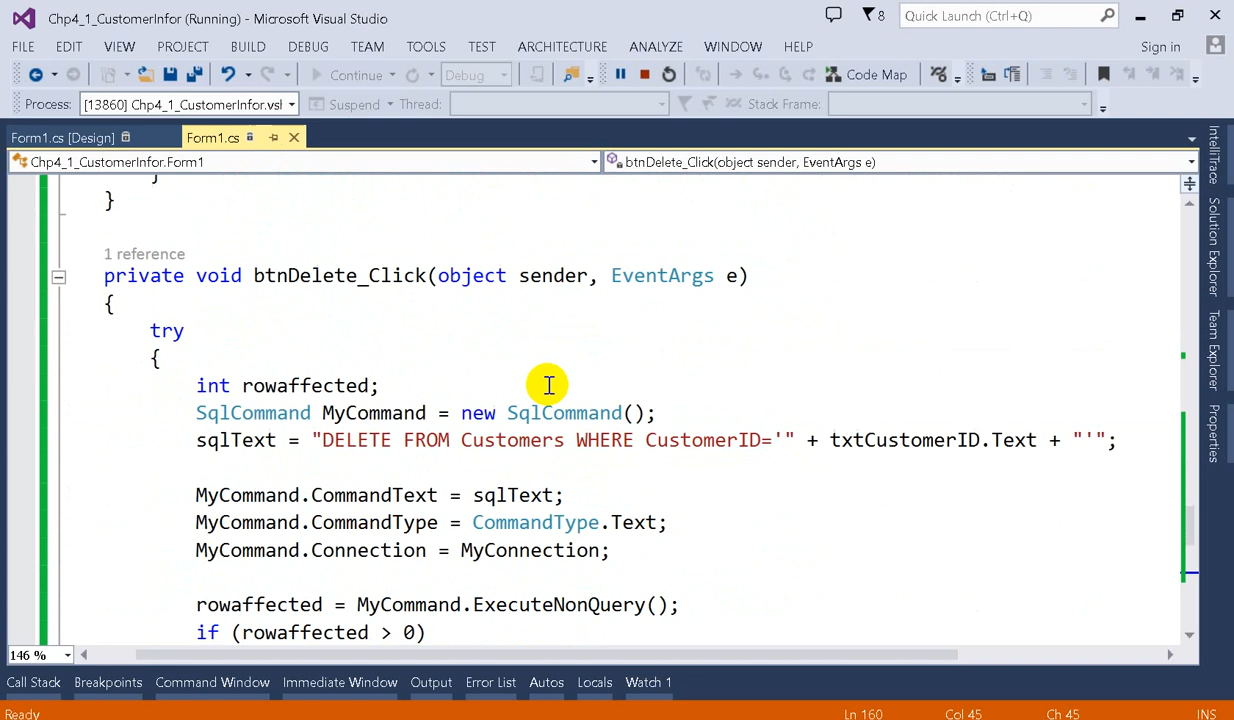 Chp4_1_CustomerInfor (Running) - Microsoft Visual Studio
8
Quick Launch (Ctrl+Q)
FILE EDIT VIEW PROJECT BUILD DEBUG TEAM TOOLS TEST ARCHITECTURE ANALYZE WINDOW HELP Sign in
Continue Debug Code Map
Process: [13860] Chp4_1_CustomerInfor.vsl Suspend Thread: Stack Frame:
Form1.cs [Design] Form1.cs
Chp4_1_CustomerInfor.Form1 btnDelete_Click(object sender, EventArgs e)
}
}
1 reference
private void btnDelete_Click(object sender, EventArgs e)
{
try
{
int rowaffected;
SqlCommand MyCommand = new SqlCommand();
sqlText = "DELETE FROM Customers WHERE CustomerID='" + txtCustomerID.Text + "'";
MyCommand.CommandText = sqlText;
MyCommand.CommandType = CommandType.Text;
MyCommand.Connection = MyConnection;
rowaffected = MyCommand.ExecuteNonQuery();
if (rowaffected > 0)
146 %
Call Stack Breakpoints Command Window Immediate Window Output Error List Autos Locals Watch 1
Ready Ln 160 Col 45 Ch 45 INS
IntelliTrace
Solution Explorer
Team Explorer
Properties